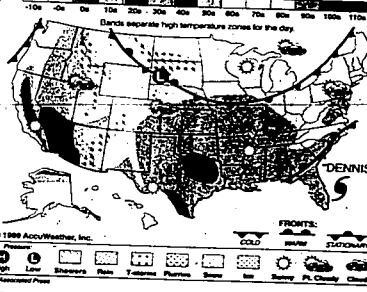 -10s -0s 0s 10s 20s 30s 40s 50s 60s 70s 80s 90s 100s 110s
Bands separate high temperature zones for the day.
L
"DENNIS
1999 AccuWeather, Inc.
FRONTS:
COLD WARM STATIONARY
Pressure:
H L
High Low Showers Rain T-storms Flurries Snow Ice Sunny Pt. Cloudy Cloudy
Associated Press